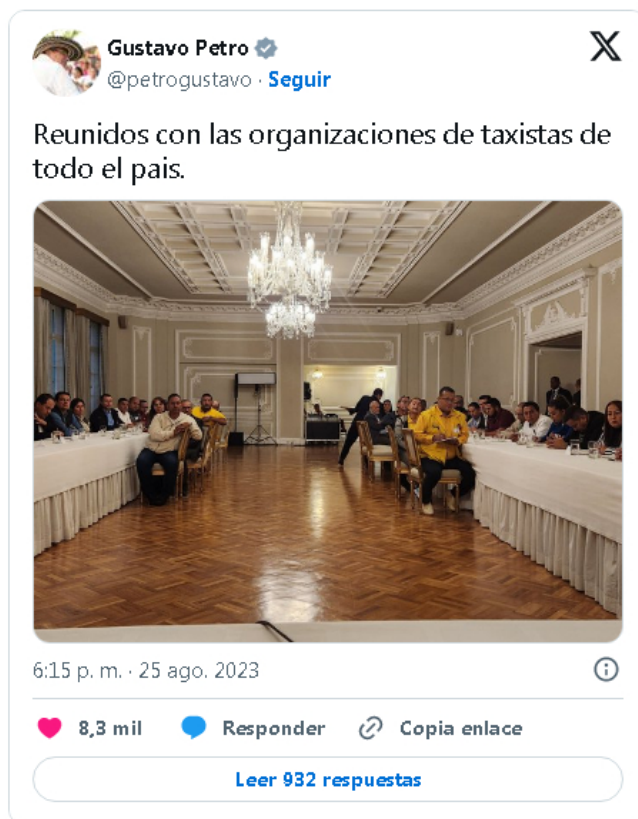 Gustavo Petro
@petrogustavo · Seguir
Reunidos con las organizaciones de taxistas de
todo el pais.
6:15 p. m. · 25 ago. 2023
8,3 mil Responder Copia enlace
Leer 932 respuestas